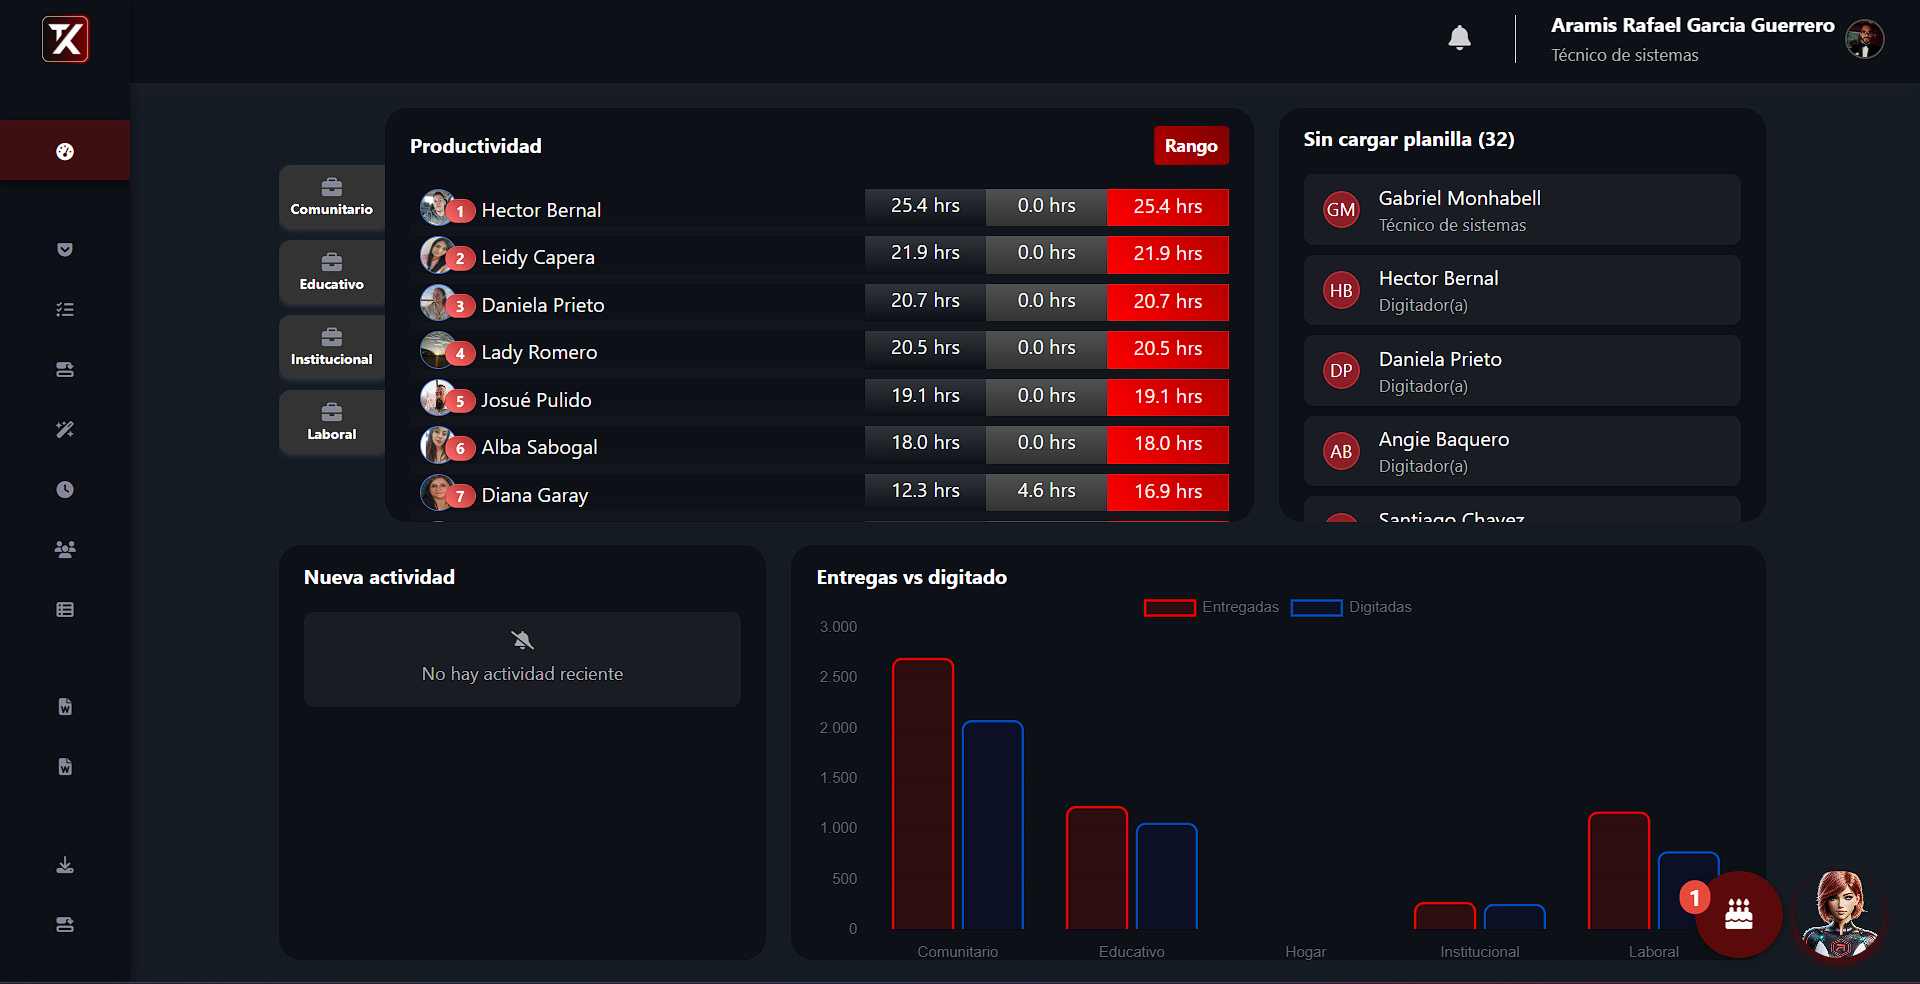 TK
Aramis Rafael Garcia Guerrero
Técnico de sistemas
Comunitario
Educativo
Institucional
Laboral
Productividad
Rango
1 Hector Bernal 25.4 hrs 0.0 hrs 25.4 hrs
2 Leidy Capera 21.9 hrs 0.0 hrs 21.9 hrs
3 Daniela Prieto 20.7 hrs 0.0 hrs 20.7 hrs
4 Lady Romero 20.5 hrs 0.0 hrs 20.5 hrs
5 Josué Pulido 19.1 hrs 0.0 hrs 19.1 hrs
6 Alba Sabogal 18.0 hrs 0.0 hrs 18.0 hrs
7 Diana Garay 12.3 hrs 4.6 hrs 16.9 hrs
Sin cargar planilla (32)
GM Gabriel Monhabell
Técnico de sistemas
HB Hector Bernal
Digitador(a)
DP Daniela Prieto
Digitador(a)
AB Angie Baquero
Digitador(a)
Santiago Chavez
Nueva actividad
No hay actividad reciente
Entregas vs digitado
Entregadas Digitadas
3.000
2.500
2.000
1.500
1.000
500
0
Comunitario Educativo Hogar Institucional Laboral
1
W
W